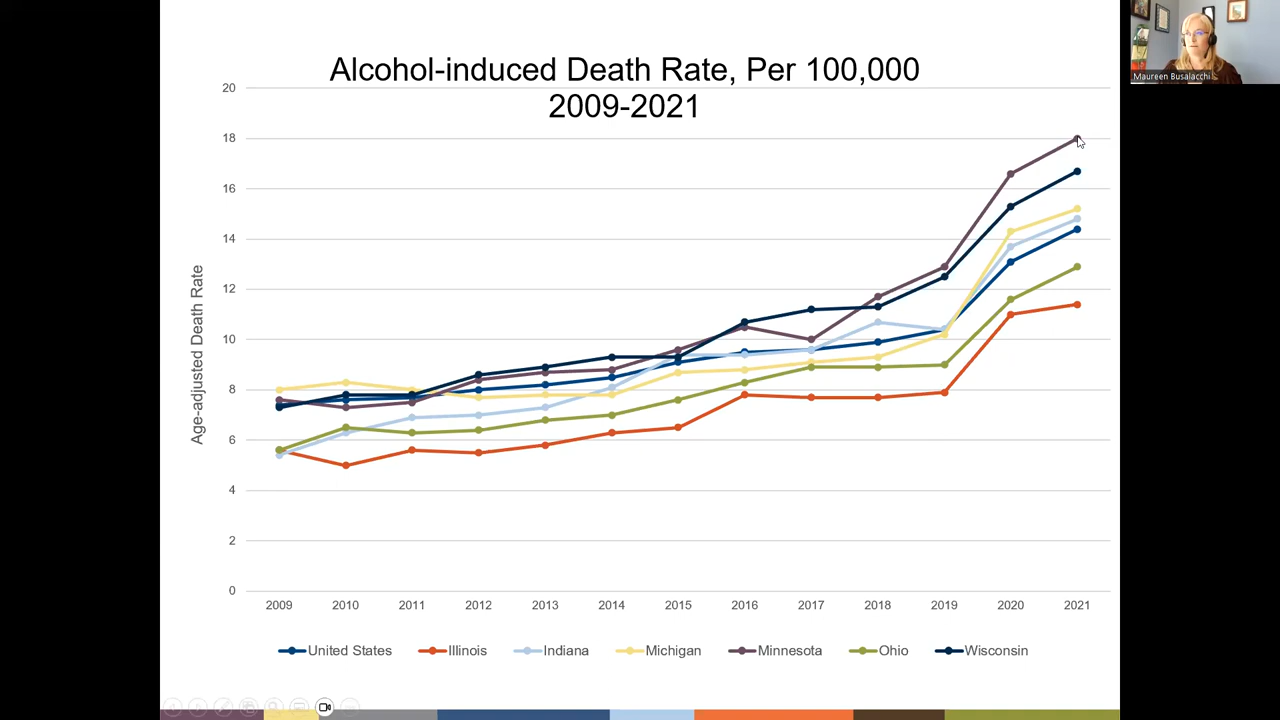 Alcohol-induced Death Rate, Per 100,000
2009-2021
Maureen Busalacchi
Age-adjusted Death Rate
20
18
16
14
12
10
8
6
4
2
0
2009 2010 2011 2012 2013 2014 2015 2016 2017 2018 2019 2020 2021
United States Illinois Indiana Michigan Minnesota Ohio Wisconsin